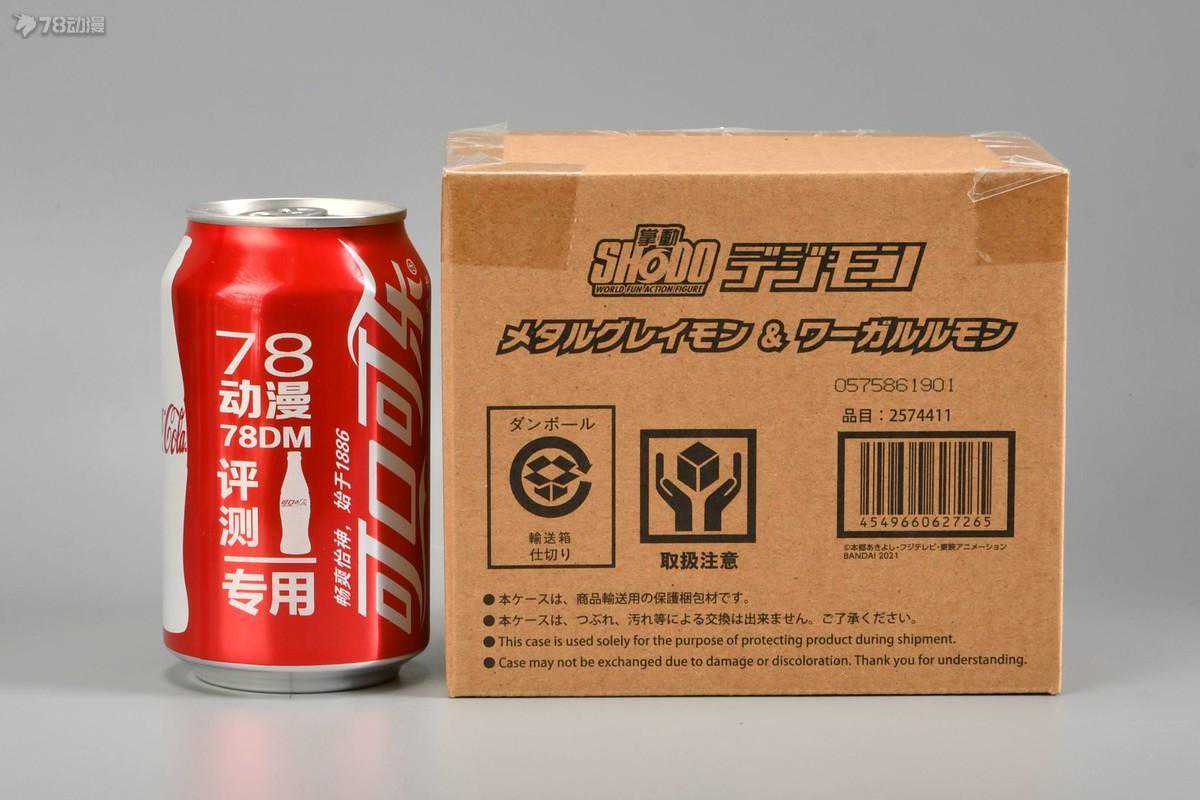 78动漫
78
动漫
78DM
评
测
专用
Cola
可口可乐®
畅爽怡神，始于1886
掌動
SHODO
WORLD FUN ACTION FIGURE
デジモン
メタルグレイモン & ワーガルルモン
0575861901
品目：2574411
ダンボール
輸送箱
仕切り
取扱注意
4549660627265
©本郷あきよし・フジテレビ・東映アニメーション
BANDAI 2021
●本ケースは、商品輸送用の保護梱包材です。
●本ケースは、つぶれ、汚れ等による交換は出来ません。ご了承ください。
●This case is used solely for the purpose of protecting product during shipment.
●Case may not be exchanged due to damage or discoloration. Thank you for understanding.